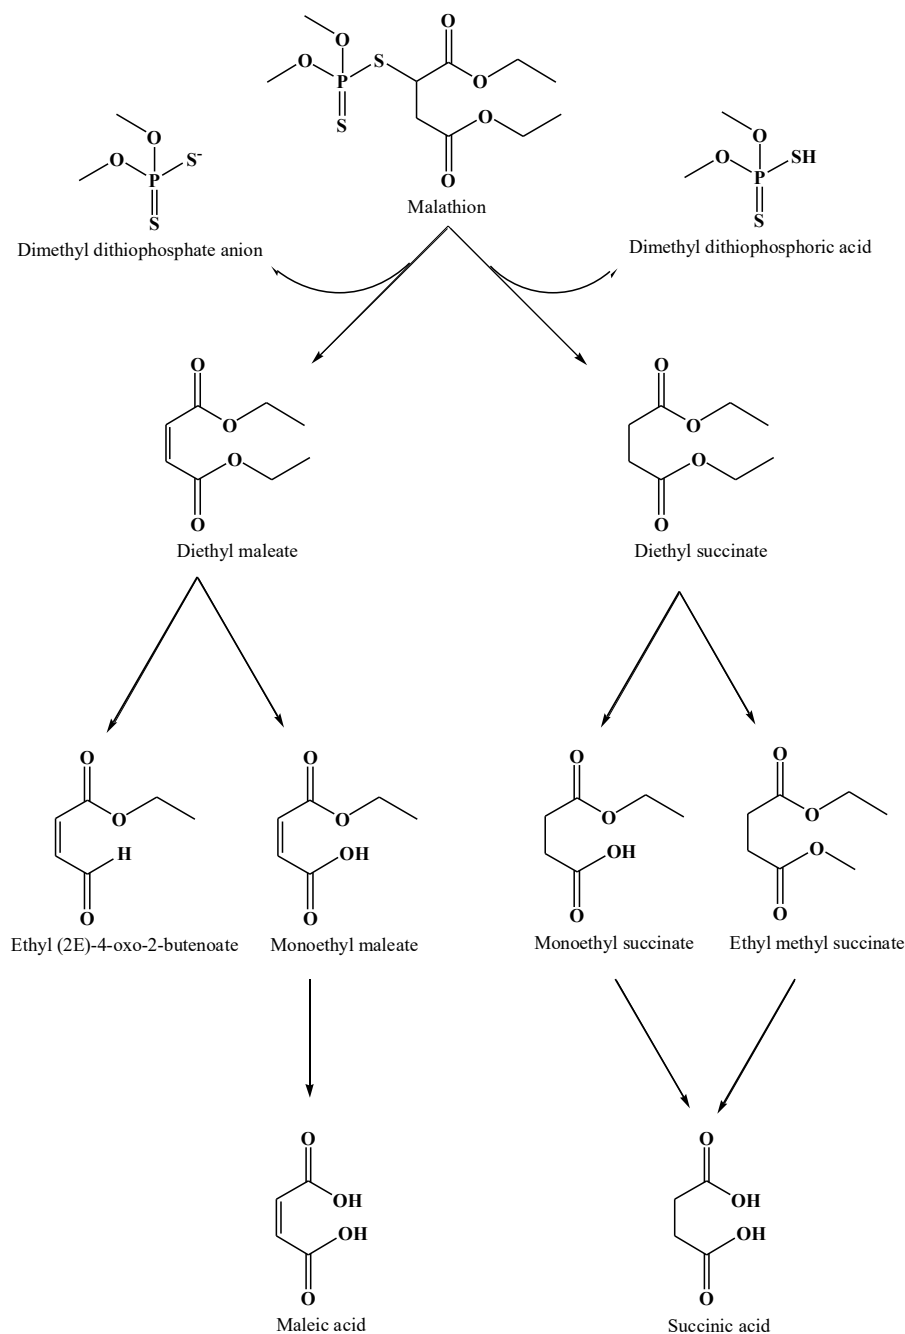 O
O
O
S
O
P
O
S
O
Malathion
O
O
S-
P
S
Dimethyl dithiophosphate anion
O
O
SH
P
S
Dimethyl dithiophosphoric acid
O
O
O
O
Diethyl maleate
O
O
O
O
Diethyl succinate
O
O
H
O
Ethyl (2E)-4-oxo-2-butenoate
O
O
OH
O
Monoethyl maleate
O
O
OH
O
Monoethyl succinate
O
O
O
O
Ethyl methyl succinate
O
OH
OH
O
Maleic acid
O
OH
OH
O
Succinic acid